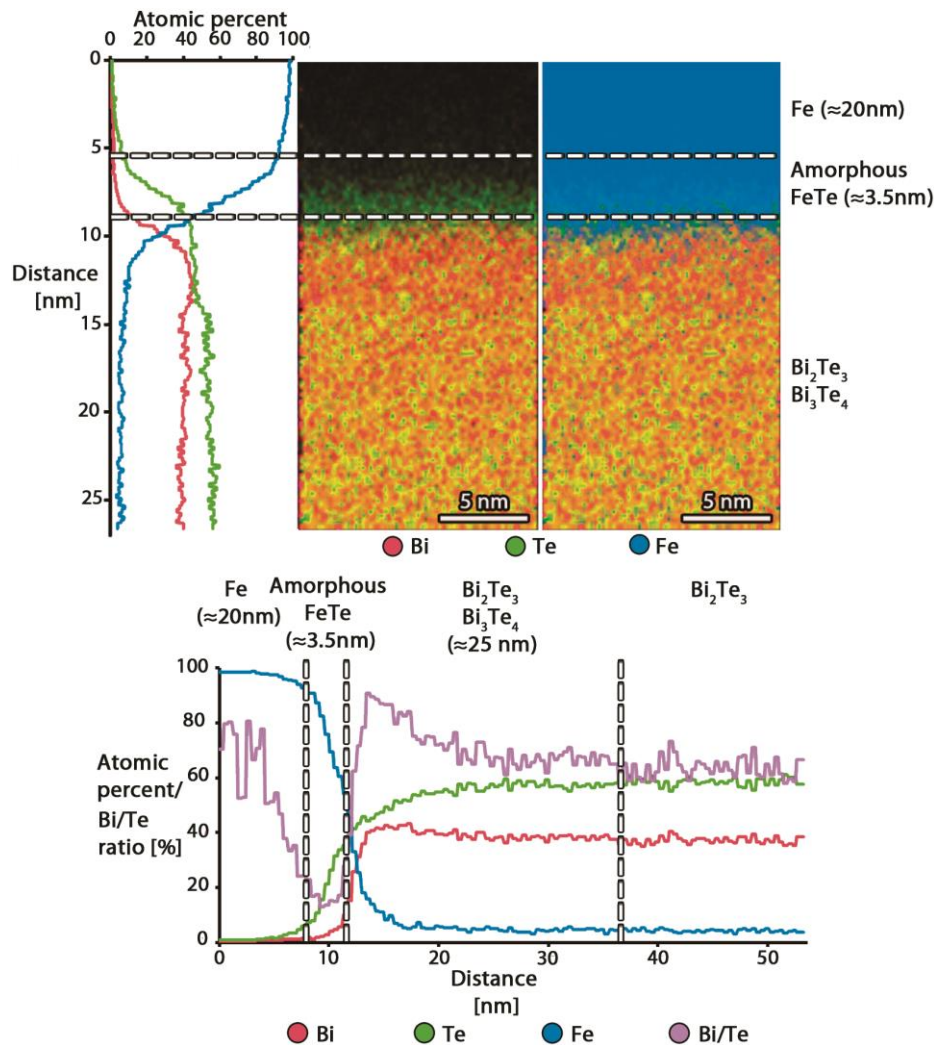 Atomic percent
0 20 40 60 80 100
0
5
10
15
20
25
Distance
[nm]
Fe (≈20nm)
Amorphous
FeTe (≈3.5nm)
Bi₂Te₃
Bi₃Te₄
5 nm
5 nm
Bi Te Fe
Fe
(≈20nm)
Amorphous
FeTe
(≈3.5nm)
Bi₂Te₃
Bi₃Te₄
(≈25 nm)
Bi₂Te₃
100
80
60
40
20
0
Atomic
percent/
Bi/Te
ratio [%]
0 10 20 30 40 50
Distance
[nm]
Bi Te Fe Bi/Te